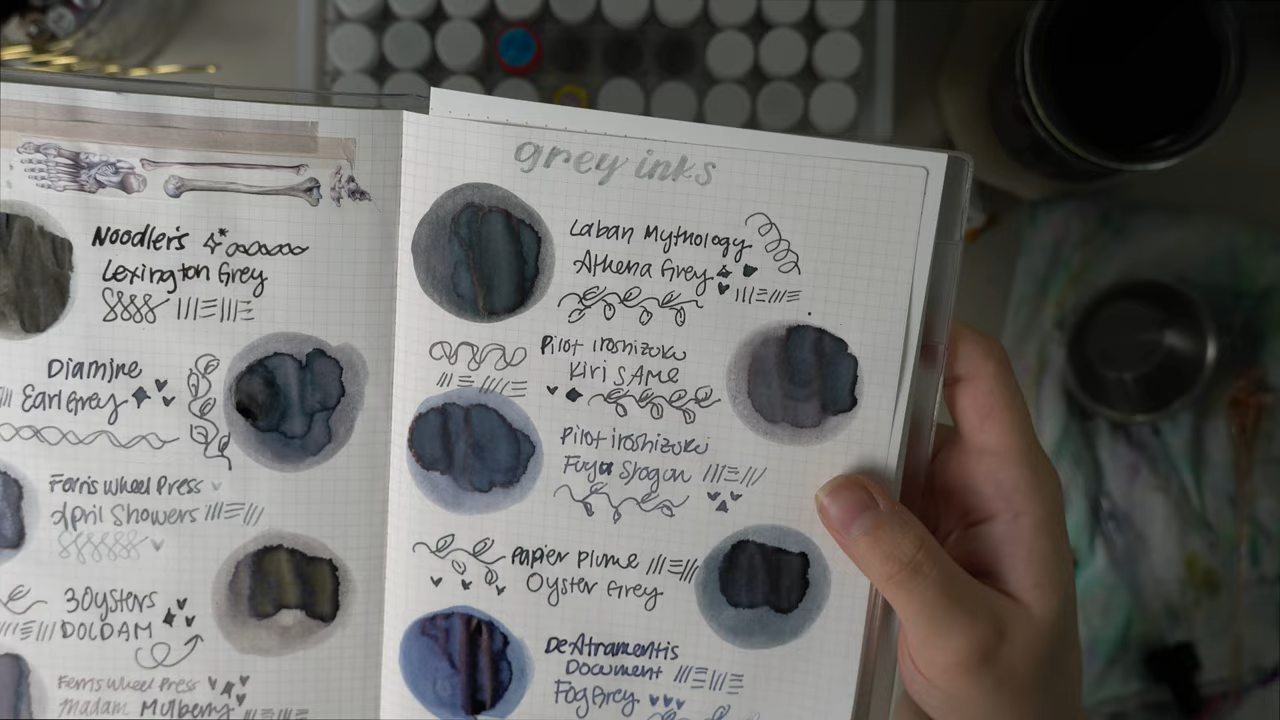 Noodler's
Lexington Grey
Diamine
Earl Grey
Ferris Wheel Press
April Showers
3Oysters
DOLDAM
Ferris Wheel Press
Madam Mulberry
grey inks
Laban Mythology
Athena Grey
Pilot iroshizuku
Kiri SAME
Pilot iroshizuku
Fuyu Syogun
Papier Plume
Oyster Grey
DeAtramentis
Document
Fog Grey